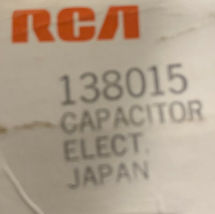 RCA
138015
CAPACITOR
ELECT.
JAPAN